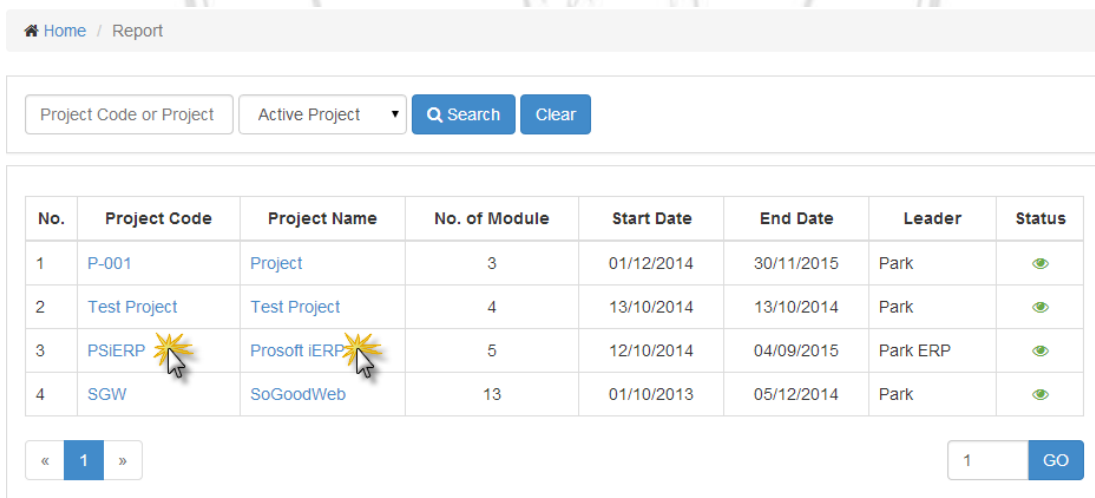 Home / Report
Project Code or Project Active Project Search Clear
No. Project Code Project Name No. of Module Start Date End Date Leader Status
1 P-001 Project 3 01/12/2014 30/11/2015 Park
2 Test Project Test Project 4 13/10/2014 13/10/2014 Park
3 PSiERP Prosoft iERP 5 12/10/2014 04/09/2015 Park ERP
4 SGW SoGoodWeb 13 01/10/2013 05/12/2014 Park
« 1 » 1 GO